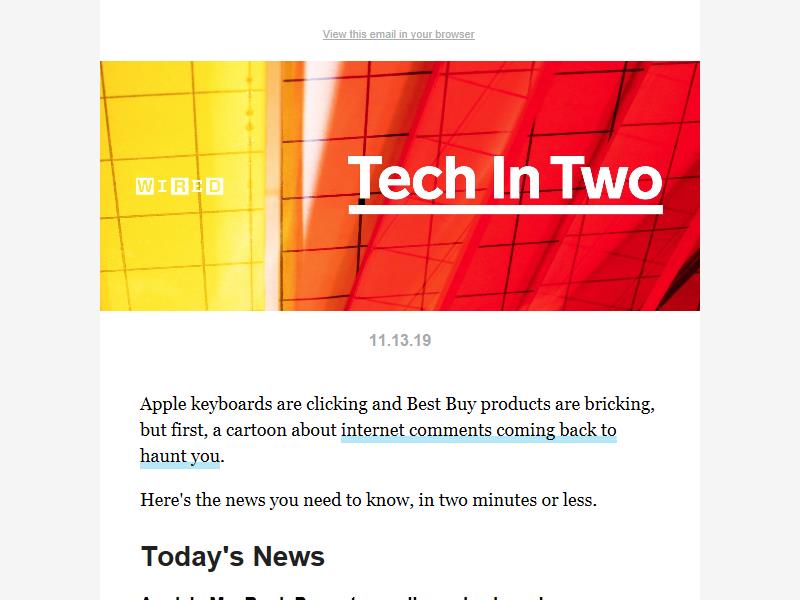 View this email in your browser
WIRED
Tech In Two
11.13.19
Apple keyboards are clicking and Best Buy products are bricking,
but first, a cartoon about internet comments coming back to
haunt you.
Here's the news you need to know, in two minutes or less.
Today's News